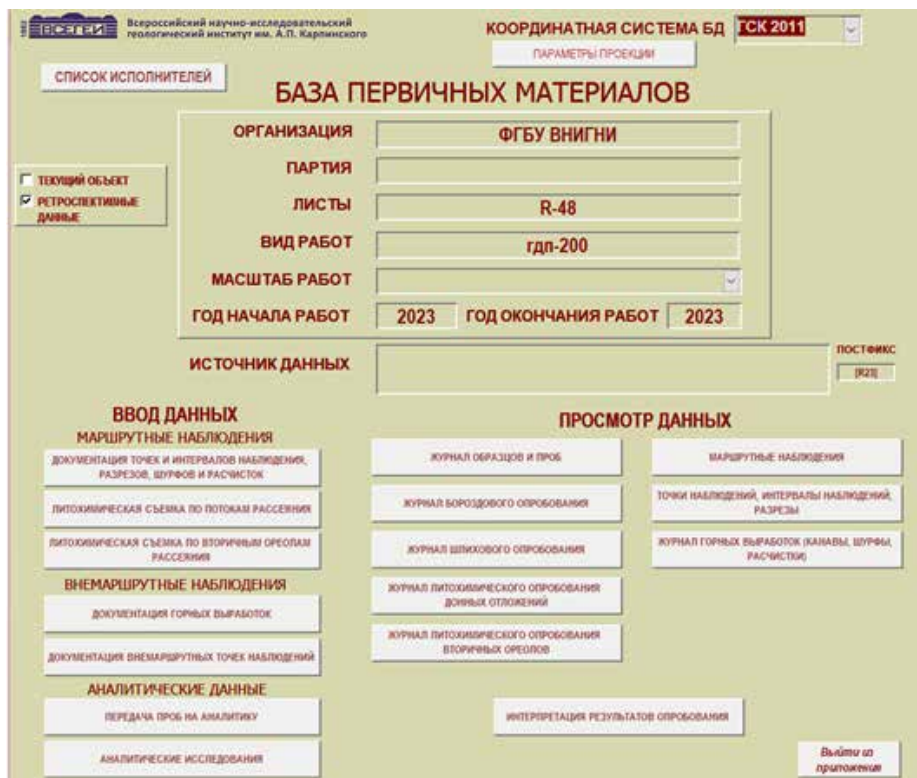 1882 ВСЕГЕИ
Всероссийский научно-исследовательский
геологический институт им. А.П. Карпинского
КООРДИНАТНАЯ СИСТЕМА БД ГСК 2011
ПАРАМЕТРЫ ПРОЕКЦИИ
СПИСОК ИСПОЛНИТЕЛЕЙ
БАЗА ПЕРВИЧНЫХ МАТЕРИАЛОВ
ОРГАНИЗАЦИЯ ФГБУ ВНИГНИ
ПАРТИЯ
ТЕКУЩИЙ ОБЪЕКТ
РЕТРОСПЕКТИВНЫЕ
ДАННЫЕ
ЛИСТЫ R-48
ВИД РАБОТ гдп-200
МАСШТАБ РАБОТ
ГОД НАЧАЛА РАБОТ 2023 ГОД ОКОНЧАНИЯ РАБОТ 2023
ИСТОЧНИК ДАННЫХ
ПОСТФИКС
[R23]
ВВОД ДАННЫХ
МАРШРУТНЫЕ НАБЛЮДЕНИЯ
ДОКУМЕНТАЦИЯ ТОЧЕК И ИНТЕРВАЛОВ НАБЛЮДЕНИЯ,
РАЗРЕЗОВ, ШУРФОВ И РАСЧИСТОК
ЛИТОХИМИЧЕСКАЯ СЪЕМКА ПО ПОТОКАМ РАССЕЯНИЯ
ЛИТОХИМИЧЕСКАЯ СЪЕМКА ПО ВТОРИЧНЫМ ОРЕОЛАМ
РАССЕЯНИЯ
ВНЕМАРШРУТНЫЕ НАБЛЮДЕНИЯ
ДОКУМЕНТАЦИЯ ГОРНЫХ ВЫРАБОТОК
ДОКУМЕНТАЦИЯ ВНЕМАРШРУТНЫХ ТОЧЕК НАБЛЮДЕНИЙ
АНАЛИТИЧЕСКИЕ ДАННЫЕ
ПЕРЕДАЧА ПРОБ НА АНАЛИТИКУ
АНАЛИТИЧЕСКИЕ ИССЛЕДОВАНИЯ
ПРОСМОТР ДАННЫХ
ЖУРНАЛ ОБРАЗЦОВ И ПРОБ
ЖУРНАЛ БОРОЗДОВОГО ОПРОБОВАНИЯ
ЖУРНАЛ ШЛИХОВОГО ОПРОБОВАНИЯ
ЖУРНАЛ ЛИТОХИМИЧЕСКОГО ОПРОБОВАНИЯ
ДОННЫХ ОТЛОЖЕНИЙ
ЖУРНАЛ ЛИТОХИМИЧЕСКОГО ОПРОБОВАНИЯ
ВТОРИЧНЫХ ОРЕОЛОВ
МАРШРУТНЫЕ НАБЛЮДЕНИЯ
ТОЧКИ НАБЛЮДЕНИЙ, ИНТЕРВАЛЫ НАБЛЮДЕНИЙ,
РАЗРЕЗЫ
ЖУРНАЛ ГОРНЫХ ВЫРАБОТОК (КАНАВЫ, ШУРФЫ,
РАСЧИСТКИ)
ИНТЕРПРЕТАЦИЯ РЕЗУЛЬТАТОВ ОПРОБОВАНИЯ
Выйти из
приложения